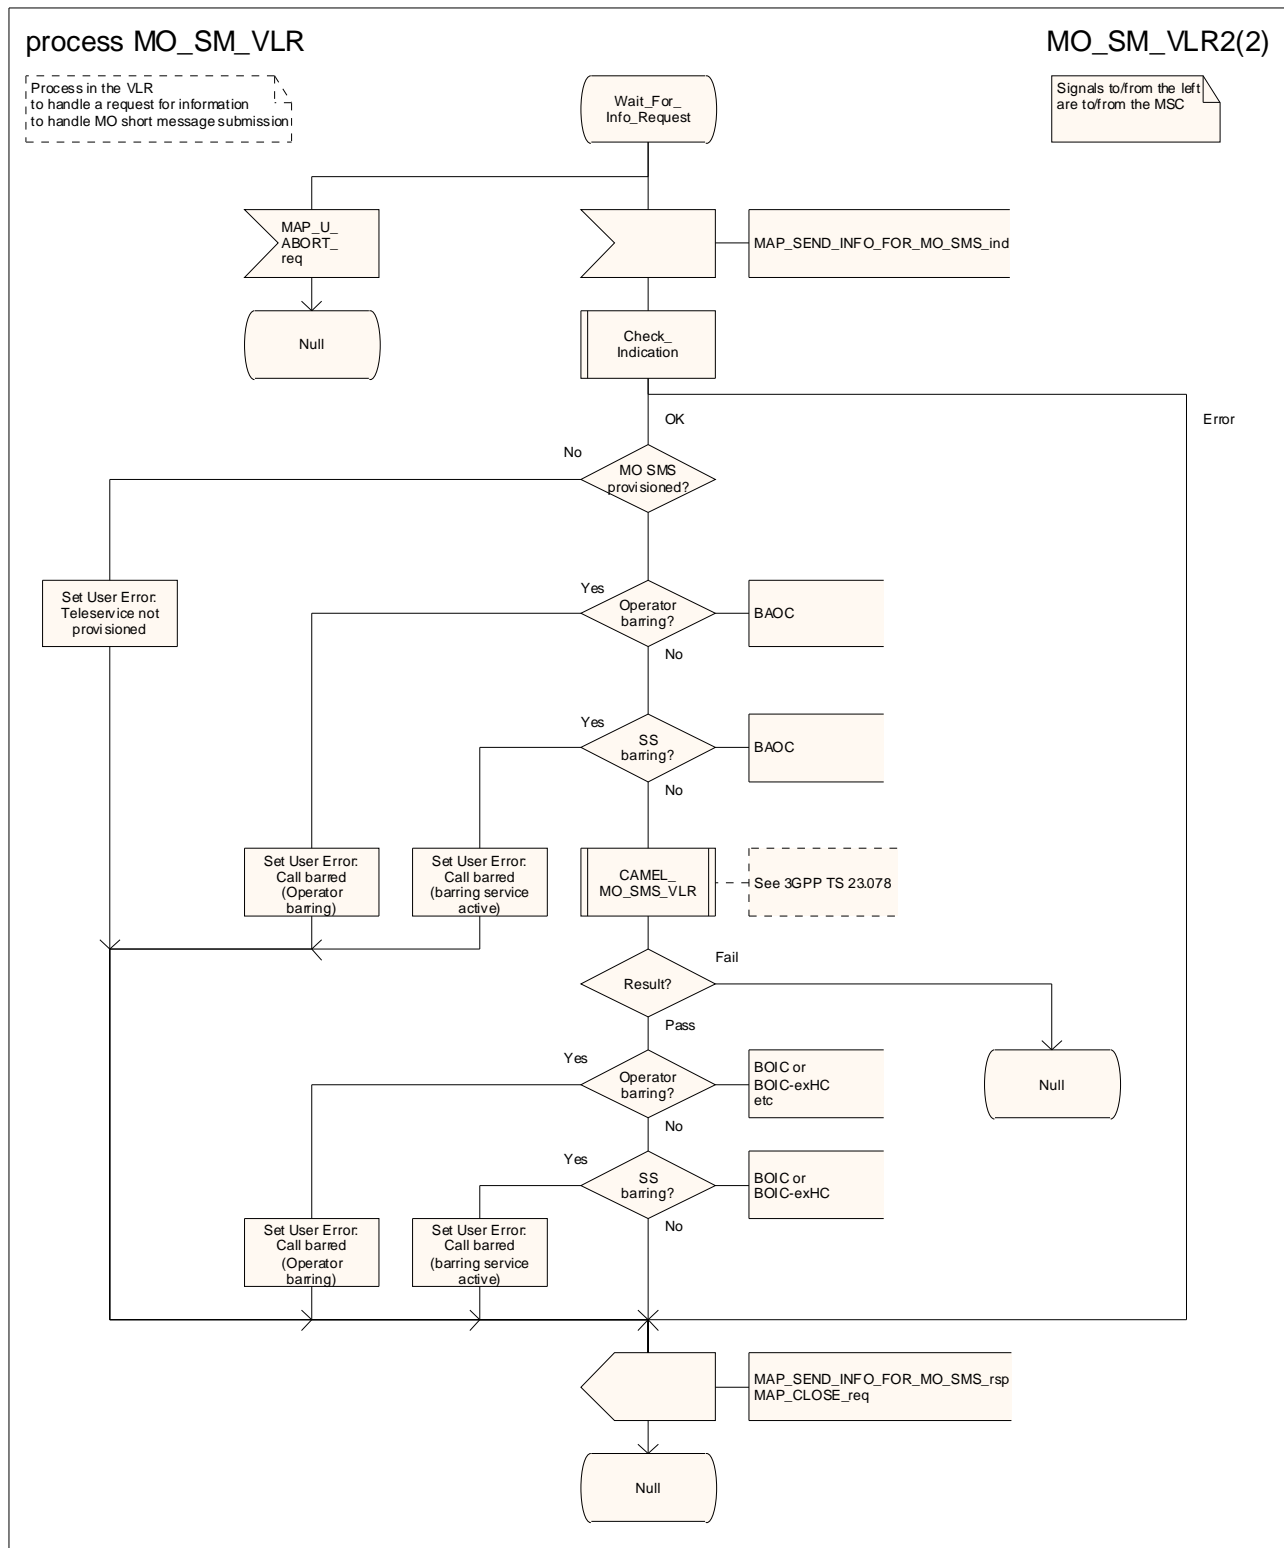 process MO_SM_VLR
MO_SM_VLR2(2)
Process in the VLR
to handle a request for information
to handle MO short message submission
Wait_For_
Info_Request
Signals to/from the left
are to/from the MSC
MAP_U_
ABORT_
req
MAP_SEND_INFO_FOR_MO_SMS_ind
Null
Check_
Indication
OK
Error
No
MO SMS
provisioned?
Set User Error:
Teleservice not
provisioned
Yes
Operator
barring?
BAOC
No
Yes
SS
barring?
BAOC
No
Set User Error:
Call barred
(Operator
barring)
Set User Error:
Call barred
(barring service
active)
CAMEL_
MO_SMS_VLR
See 3GPP TS 23.078
Fail
Result?
Pass
Yes
Operator
barring?
BOIC or
BOIC-exHC
etc
Null
No
Yes
SS
barring?
BOIC or
BOIC-exHC
No
Set User Error:
Call barred
(Operator
barring)
Set User Error:
Call barred
(barring service
active)
MAP_SEND_INFO_FOR_MO_SMS_rsp
MAP_CLOSE_req
Null